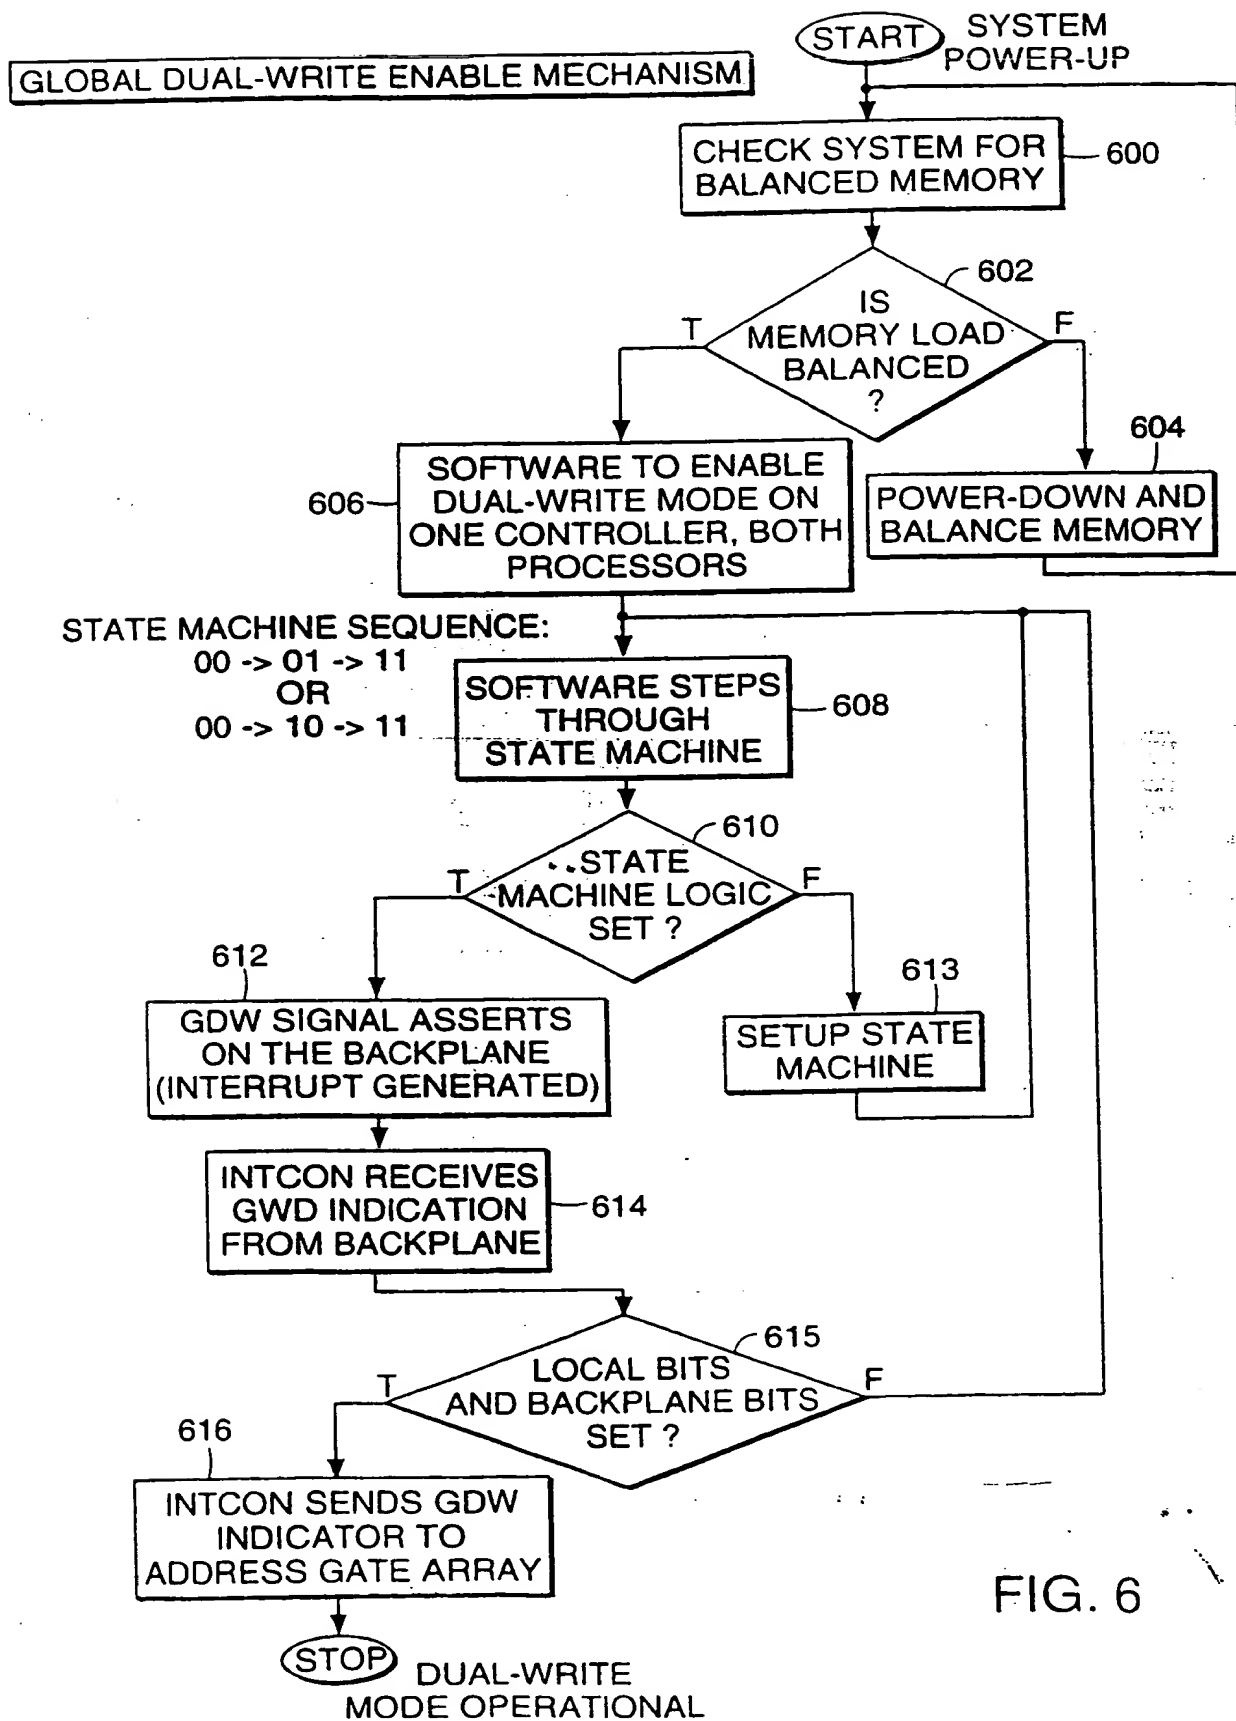 START
SYSTEM
POWER-UP
GLOBAL DUAL-WRITE ENABLE MECHANISM
CHECK SYSTEM FOR
BALANCED MEMORY
600
602
IS
MEMORY LOAD
BALANCED
?
T
F
604
POWER-DOWN AND
BALANCE MEMORY
606
SOFTWARE TO ENABLE
DUAL-WRITE MODE ON
ONE CONTROLLER, BOTH
PROCESSORS
STATE MACHINE SEQUENCE:
00 -> 01 -> 11
OR
00 -> 10 -> 11
SOFTWARE STEPS
THROUGH
STATE MACHINE
608
610
STATE
MACHINE LOGIC
SET ?
T
F
612
GDW SIGNAL ASSERTS
ON THE BACKPLANE
(INTERRUPT GENERATED)
613
SETUP STATE
MACHINE
INTCON RECEIVES
GWD INDICATION
FROM BACKPLANE
614
615
LOCAL BITS
AND BACKPLANE BITS
SET ?
T
F
616
INTCON SENDS GDW
INDICATOR TO
ADDRESS GATE ARRAY
STOP
DUAL-WRITE
MODE OPERATIONAL
FIG. 6